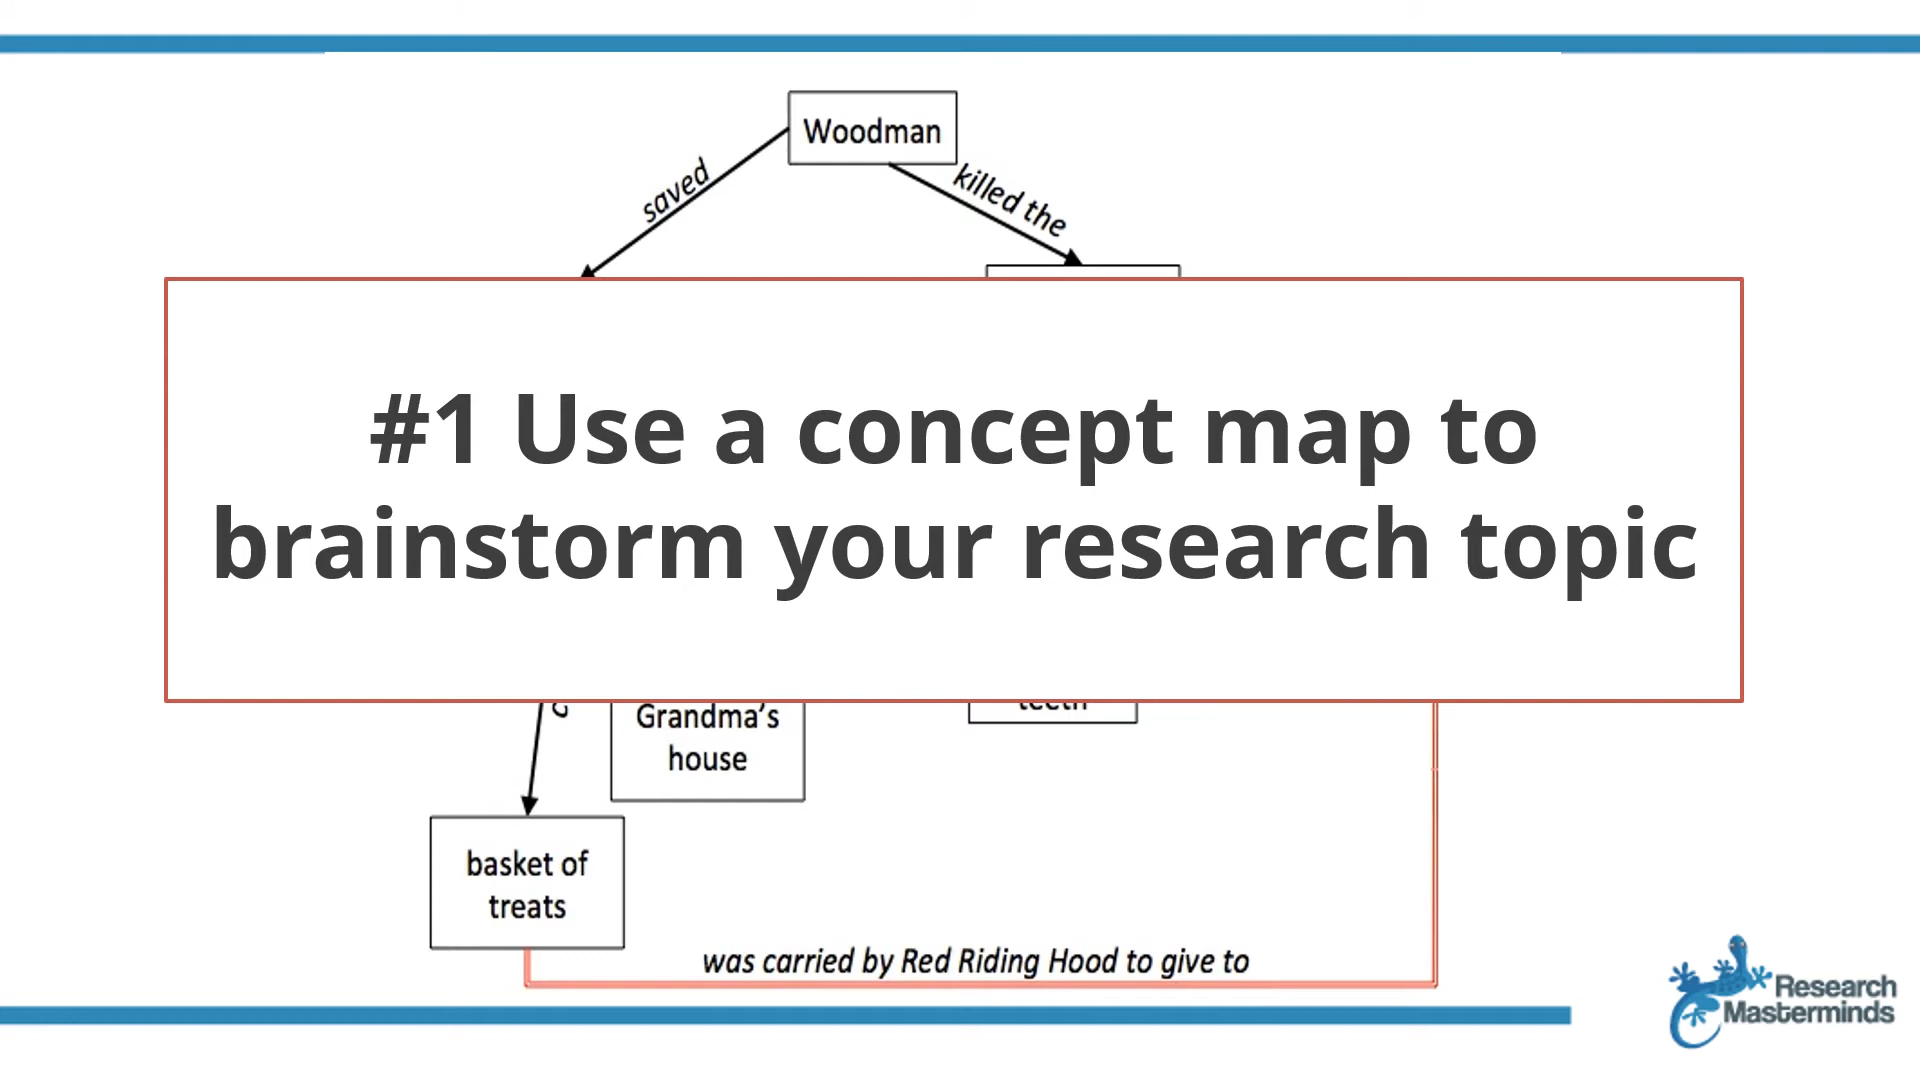 Woodman
saved
killed the
#1 Use a concept map to
brainstorm your research topic
Grandma's
house
basket of
treats
was carried by Red Riding Hood to give to
Research
Masterminds